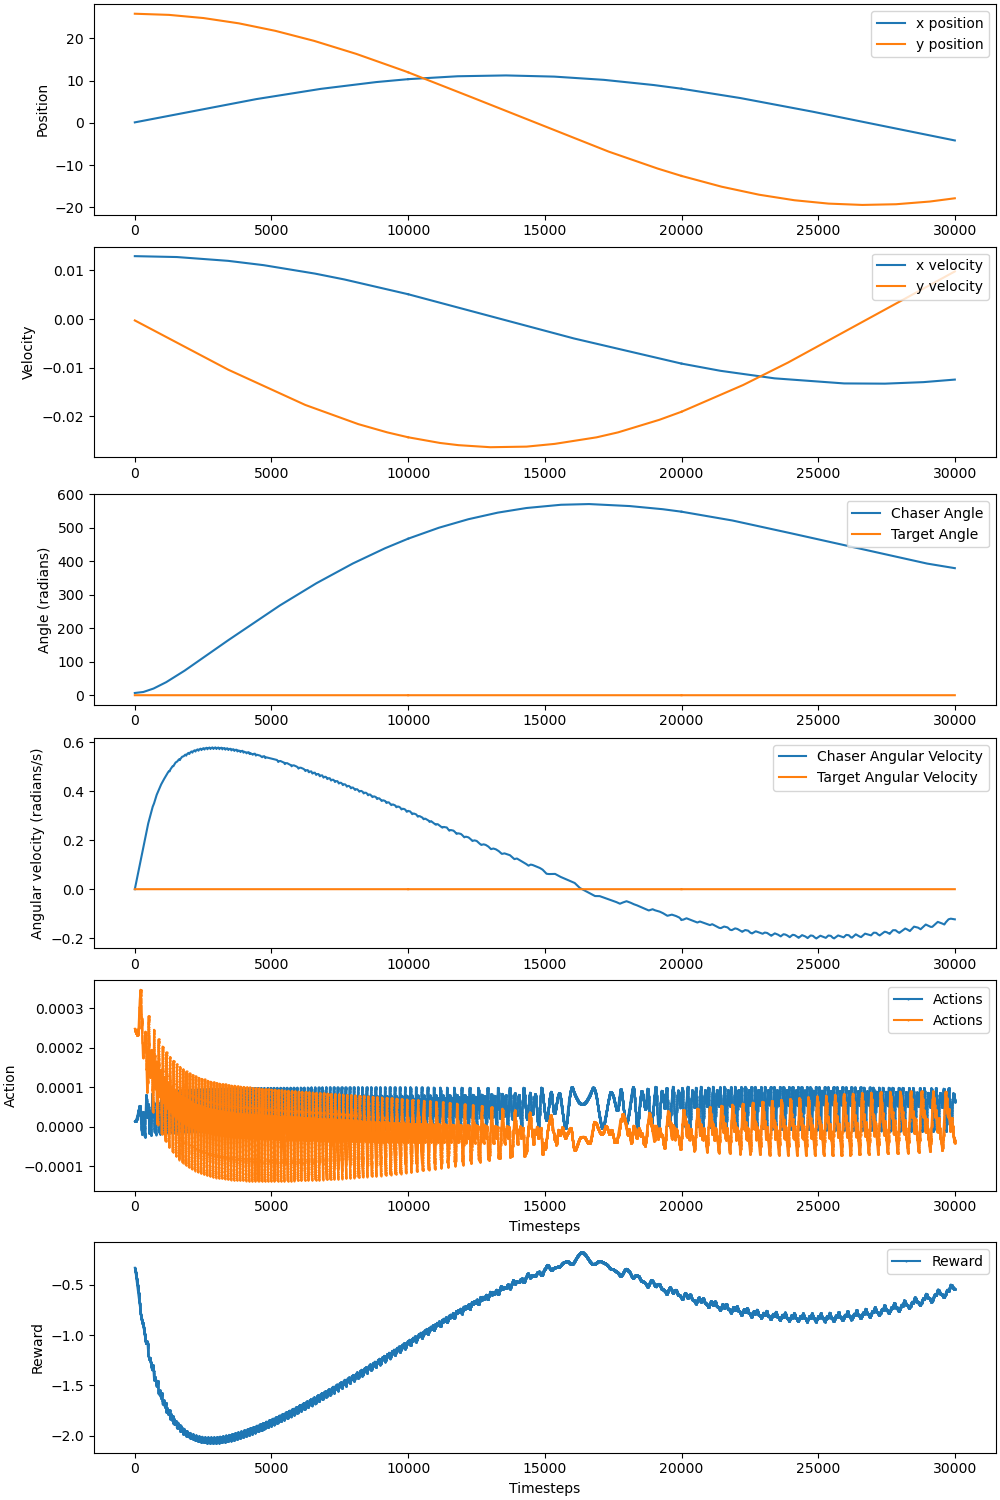 x position
y position
20
10
0
−10
−20
Position
0 5000 10000 15000 20000 25000 30000
x velocity
y velocity
0.01
0.00
−0.01
−0.02
Velocity
0 5000 10000 15000 20000 25000 30000
Chaser Angle
Target Angle
600
500
400
300
200
100
0
Angle (radians)
0 5000 10000 15000 20000 25000 30000
Chaser Angular Velocity
Target Angular Velocity
0.6
0.4
0.2
0.0
−0.2
Angular velocity (radians/s)
0 5000 10000 15000 20000 25000 30000
Actions
Actions
0.0003
0.0002
0.0001
0.0000
−0.0001
Action
0 5000 10000 15000 20000 25000 30000
Timesteps
Reward
−0.5
−1.0
−1.5
−2.0
Reward
0 5000 10000 15000 20000 25000 30000
Timesteps